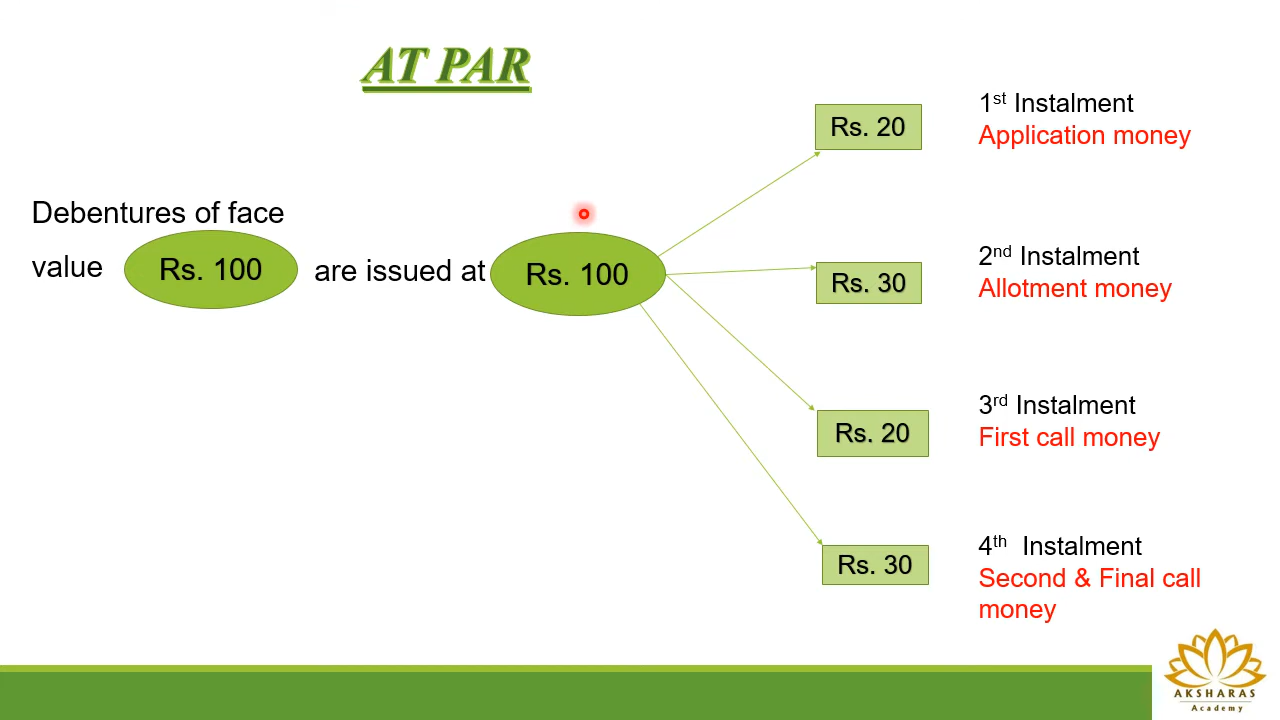 AT PAR
Debentures of face
value Rs. 100 are issued at Rs. 100
Rs. 20
1st Instalment
Application money
Rs. 30
2nd Instalment
Allotment money
Rs. 20
3rd Instalment
First call money
Rs. 30
4th Instalment
Second & Final call
money
AKSHARAS
Academy